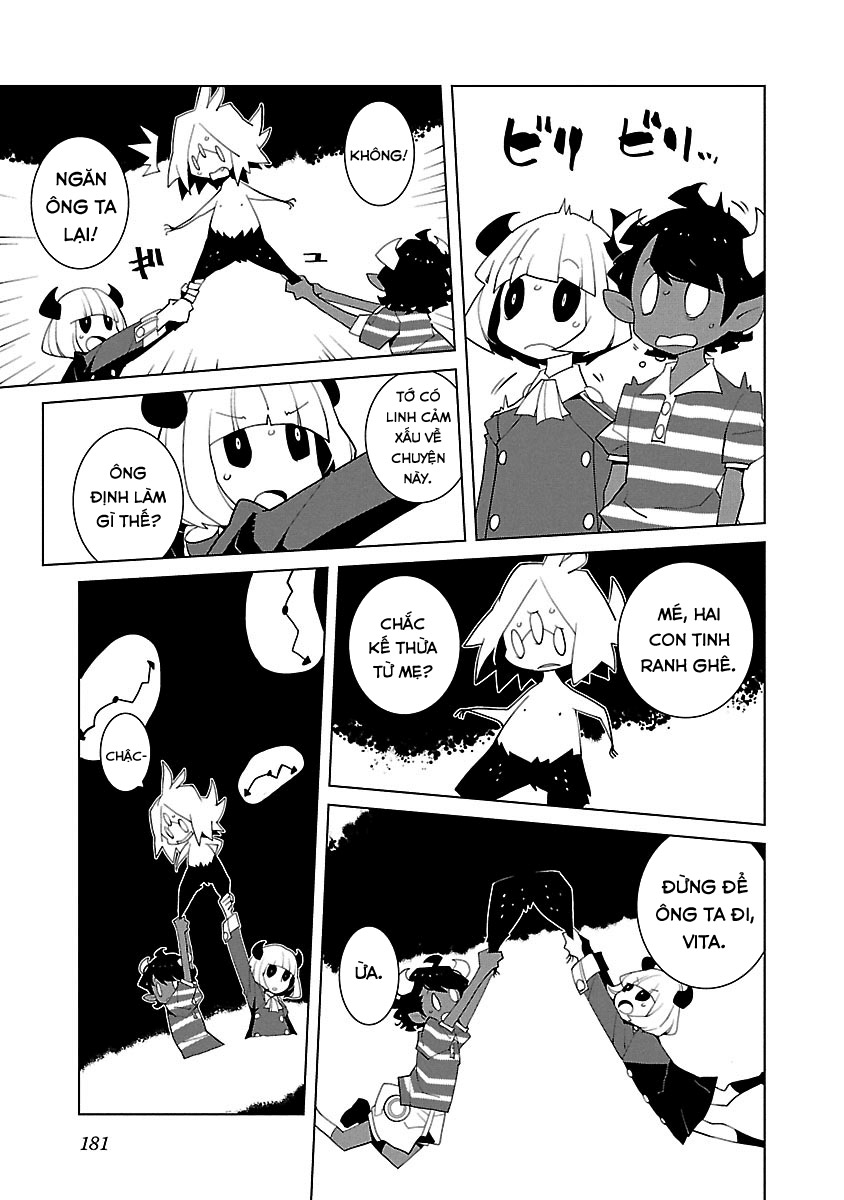 ビリ ビリ...
KHÔNG!
NGĂN
ÔNG TA
LẠI!
ユ
ギ
TỚ CÓ
LINH CẢM
XẤU VỀ
CHUYỆN
NÀY.
ÔNG
ĐỊNH LÀM
GÌ THẾ?
MÉ, HAI
CON TINH
RANH GHÊ.
CHẮC
KẾ THỪA
TỪ MẸ?
CHẬC-
ĐỪNG ĐỂ
ÔNG TA ĐI,
VITA.
ỪA.
181